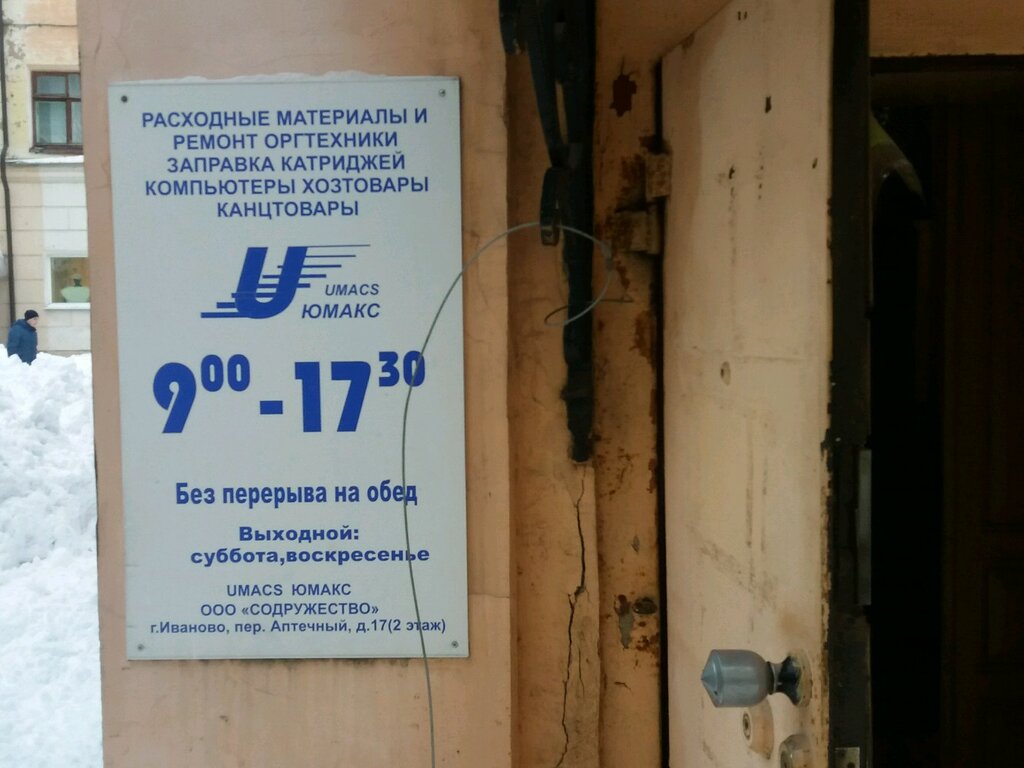 РАСХОДНЫЕ МАТЕРИАЛЫ И
РЕМОНТ ОРГТЕХНИКИ
ЗАПРАВКА КАТРИДЖЕЙ
КОМПЬЮТЕРЫ ХОЗТОВАРЫ
КАНЦТОВАРЫ
U
UMACS
ЮМАКС
9⁰⁰-17³⁰
Без перерыва на обед
Выходной:
суббота,воскресенье
UMACS ЮМАКС
ООО «СОДРУЖЕСТВО»
г.Иваново, пер. Аптечный, д.17(2 этаж)